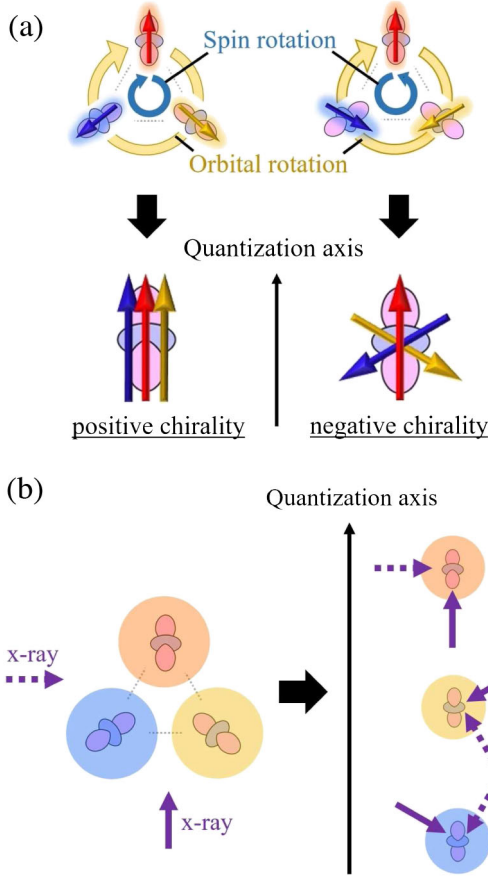 (a)
Spin rotation
Orbital rotation
Quantization axis
positive chirality
negative chirality
(b)
Quantization axis
x-ray
x-ray